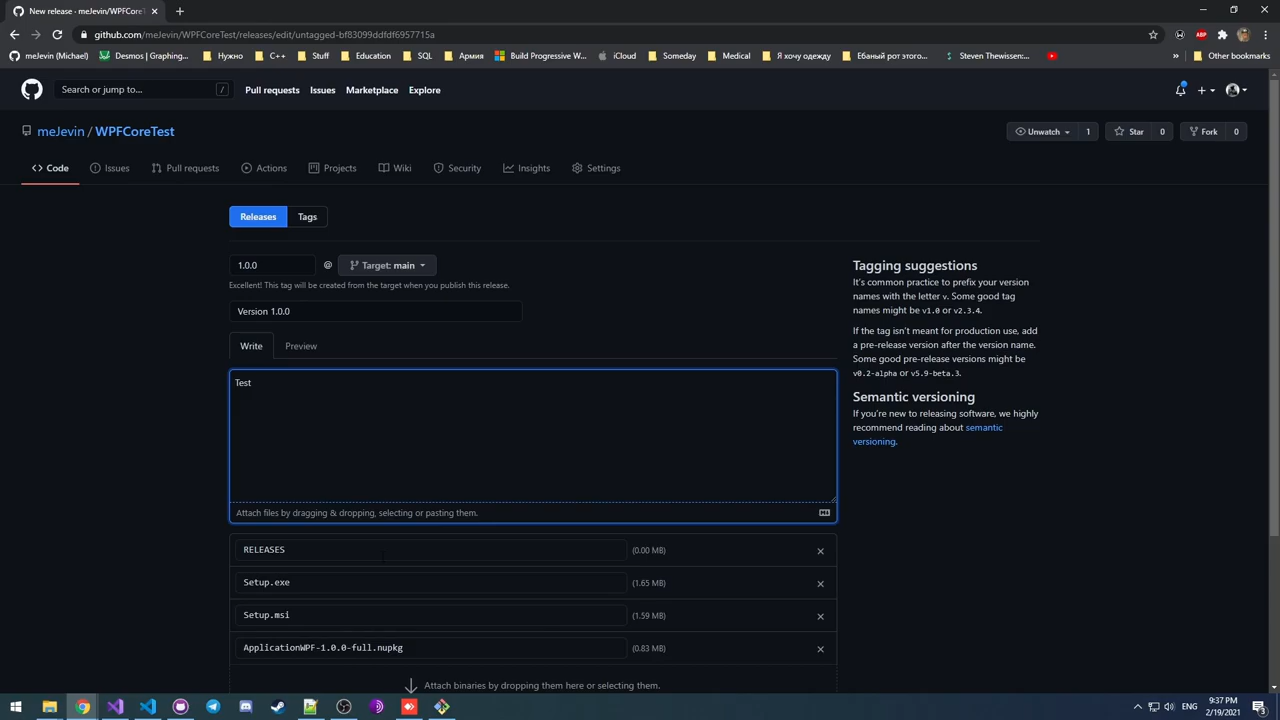 New release · meJevin/WPFCoreT
github.com/meJevin/WPFCoreTest/releases/edit/untagged-bf83099ddfdf6957715a
ABP
meJevin (Michael)
Desmos | Graphing...
Нужно
C++
Stuff
Education
SQL
Армия
Build Progressive W...
iCloud
Someday
Medical
Я хочу одежду
Ебаный рот этого...
Steven Thewissen:...
»
Other bookmarks
Search or jump to...
/
Pull requests
Issues
Marketplace
Explore
meJevin / WPFCoreTest
Unwatch 1
Star 0
Fork 0
Code
Issues
Pull requests
Actions
Projects
Wiki
Security
Insights
Settings
Releases
Tags
1.0.0
@
Target: main
Excellent! This tag will be created from the target when you publish this release.
Version 1.0.0
Write
Preview
Test
Attach files by dragging & dropping, selecting or pasting them.
RELEASES (0.00 MB)
Setup.exe (1.65 MB)
Setup.msi (1.59 MB)
ApplicationWPF-1.0.0-full.nupkg (0.83 MB)
Attach binaries by dropping them here or selecting them.
Tagging suggestions
It's common practice to prefix your version
names with the letter v. Some good tag
names might be v1.0 or v2.3.4.
If the tag isn't meant for production use, add
a pre-release version after the version name.
Some good pre-release versions might be
v0.2-alpha or v5.9-beta.3.
Semantic versioning
If you're new to releasing software, we highly
recommend reading about semantic
versioning.
ENG
9:37 PM
2/19/2021